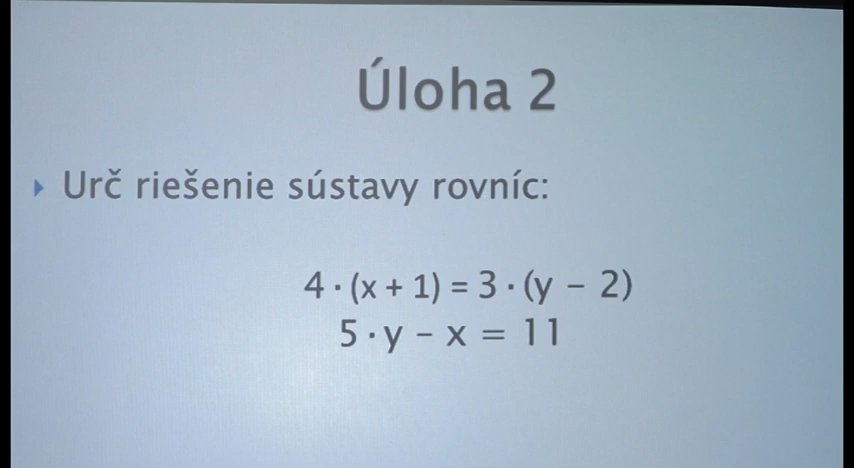 Úloha 2
Urč riešenie sústavy rovníc:
4 · (x + 1) = 3 · (y – 2)
5 · y – x = 11